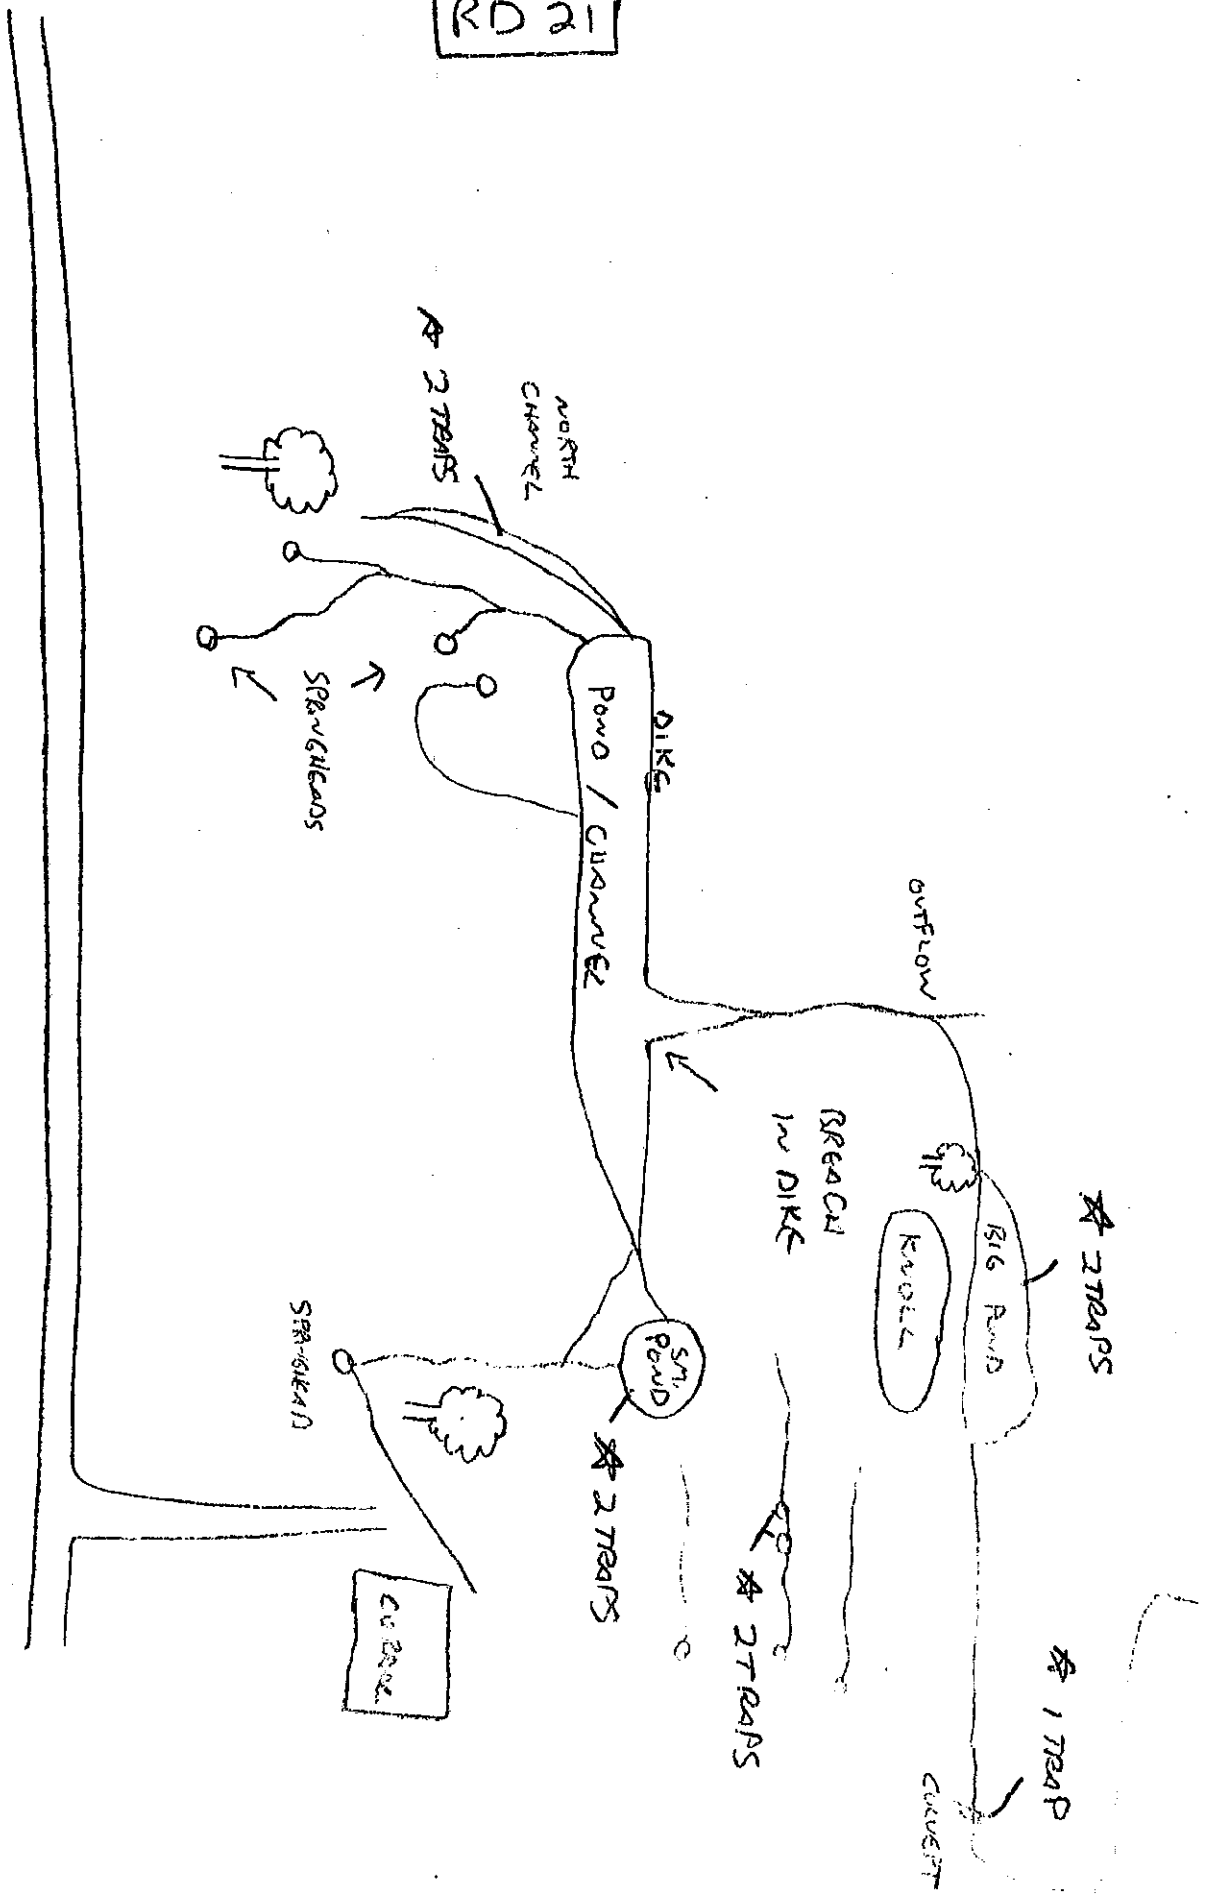 RD 21
☆ 2 TRAPS
NORTH
CHANNEL
SPRINGHEADS
DIKE
POND / CHANNEL
OUTFLOW
BREACH
IN DIKE
KNOLL
BIG POND
☆ 2 TRAPS
SM.
POND
☆ 2 TRAPS
SPRINGHEAD
☆ 2 TRAPS
CORRAL
☆ 1 TRAP
CULVERT